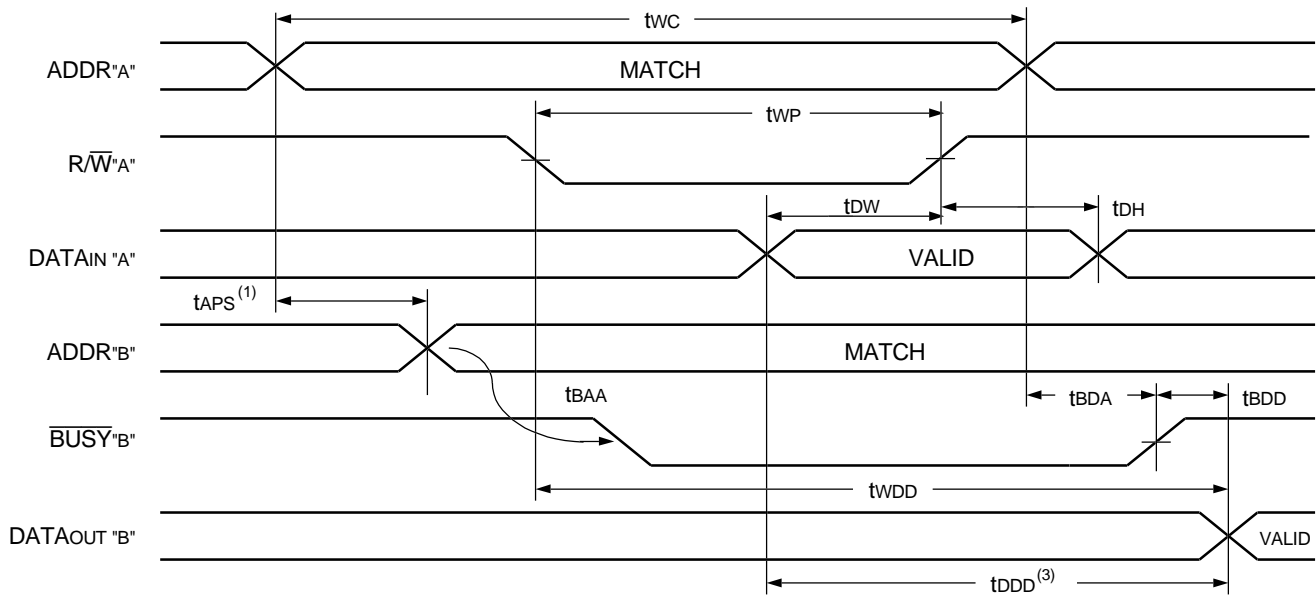 tWC
ADDR"A" MATCH
tWP
R/W̅"A"
tDW tDH
DATAIN "A" VALID
tAPS(1)
ADDR"B" MATCH
tBAA tBDA tBDD
B̅U̅S̅Y̅"B"
tWDD
DATAOUT "B" VALID
tDDD(3)